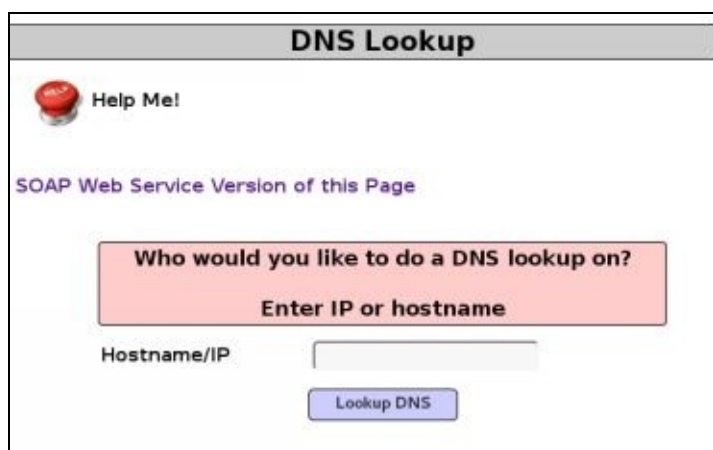 DNS Lookup
HELP
Help Me!
SOAP Web Service Version of this Page
Who would you like to do a DNS lookup on?
Enter IP or hostname
Hostname/IP
Lookup DNS